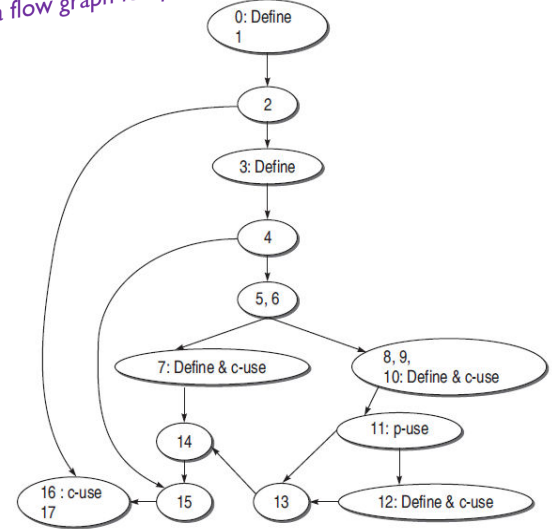 flow graph
0: Define
1
2
3: Define
4
5, 6
7: Define & c-use
8, 9,
10: Define & c-use
11: p-use
14
16 : c-use
17
15
13
12: Define & c-use